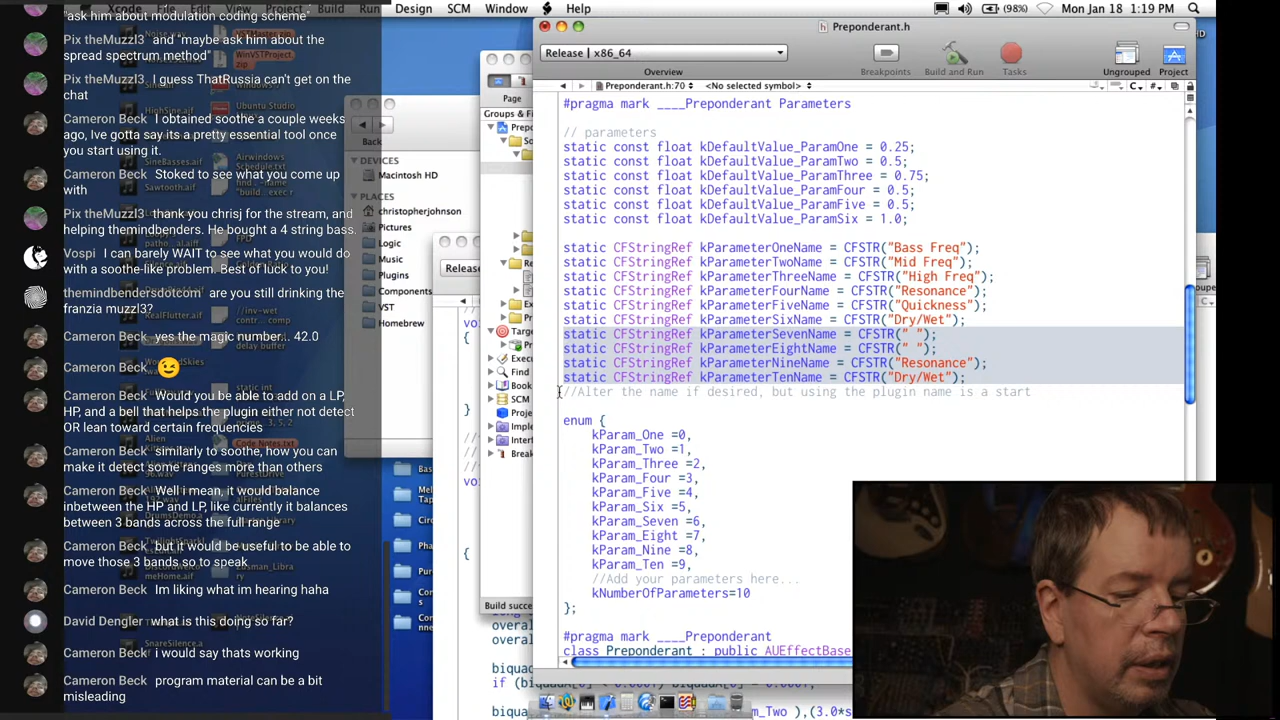 Xcode
Project
Build
Run
Design
SCM
Window
Help
(98%)
Mon Jan 18 1:19 PM
"ask him about modulation coding scheme"
Pix theMuzzl3 and "maybe ask him about the
spread spectrum method"
Pix theMuzzl3 I guess ThatRussia can't get on the
chat
Cameron Beck I obtained soothe a couple weeks
ago, Ive gotta say its a pretty essential tool once
you start using it.
Cameron Beck Stoked to see what you come up
with
Pix theMuzzl3 thank you chrisj for the stream, and
helping themindbenders. He bought a 4 string bass.
Vospi I can barely WAIT to see what you would do
with a soothe-like problem. Best of luck to you!
themindbendersdotcom are you still drinking the
franzia muzzl3?
Cameron Beck yes the magic number... 42.0
Cameron Beck 😉
Cameron Beck Would you be able to add on a LP,
HP, and a bell that helps the plugin either not detect
OR lean toward certain frequencies
Cameron Beck similarly to soothe, how you can
make it detect some ranges more than others
Cameron Beck Well i mean, it would balance
inbetween the HP and LP, like currently it balances
between 3 bands across the full range
Cameron Beck but it would be useful to be able to
move those 3 bands so to speak
Cameron Beck Im liking what im hearing haha
David Dengler what is this doing so far?
Cameron Beck i would say thats working
Cameron Beck program material can be a bit
misleading
Back
DEVICES
Macintosh HD
PLACES
christopherjohnson
Pictures
Logic
Music
Plugins
Components
VST
Homebrew
Page
Groups & Fi
Build succe
Preponderant.h
Release | x86_64
Overview
Breakpoints
Build and Run
Tasks
Ungrouped
Project
Preponderant.h:70
<No selected symbol>
#pragma mark ____Preponderant Parameters
// parameters
static const float kDefaultValue_ParamOne = 0.25;
static const float kDefaultValue_ParamTwo = 0.5;
static const float kDefaultValue_ParamThree = 0.75;
static const float kDefaultValue_ParamFour = 0.5;
static const float kDefaultValue_ParamFive = 0.5;
static const float kDefaultValue_ParamSix = 1.0;
static CFStringRef kParameterOneName = CFSTR("Bass Freq");
static CFStringRef kParameterTwoName = CFSTR("Mid Freq");
static CFStringRef kParameterThreeName = CFSTR("High Freq");
static CFStringRef kParameterFourName = CFSTR("Resonance");
static CFStringRef kParameterFiveName = CFSTR("Quickness");
static CFStringRef kParameterSixName = CFSTR("Dry/Wet");
static CFStringRef kParameterSevenName = CFSTR(" ");
static CFStringRef kParameterEightName = CFSTR(" ");
static CFStringRef kParameterNineName = CFSTR("Resonance");
static CFStringRef kParameterTenName = CFSTR("Dry/Wet");
//Alter the name if desired, but using the plugin name is a start
enum {
kParam_One =0,
kParam_Two =1,
kParam_Three =2,
kParam_Four =3,
kParam_Five =4,
kParam_Six =5,
kParam_Seven =6,
kParam_Eight =7,
kParam_Nine =8,
kParam_Ten =9,
//Add your parameters here...
kNumberOfParameters=10
};
#pragma mark ____Preponderant
class Preponderant : public AUEffectBase